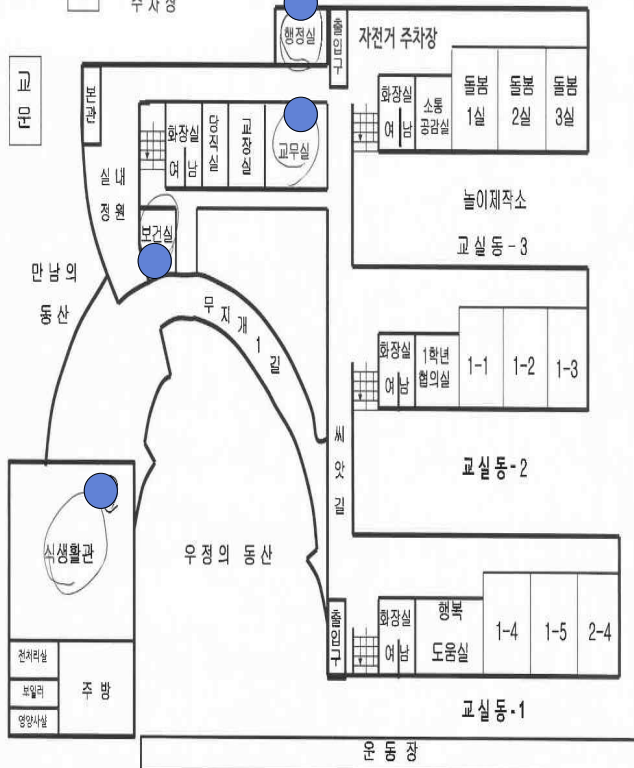 주차장
행정실
출입구
자전거 주차장
교문
본관
화장실
여 남
당직실
교장실
교무실
화장실
여 남
소통
공감실
돌봄
1실
돌봄
2실
돌봄
3실
실내
정원
보건실
놀이제작소
교실동-3
만남의
동산
무지개1길
화장실
여 남
1학년
협의실
1-1
1-2
1-3
씨앗길
교실동-2
식생활관
우정의 동산
출입구
화장실
여 남
행복
도움실
1-4
1-5
2-4
전처리실
보일러
영양사실
주방
교실동-1
운동장